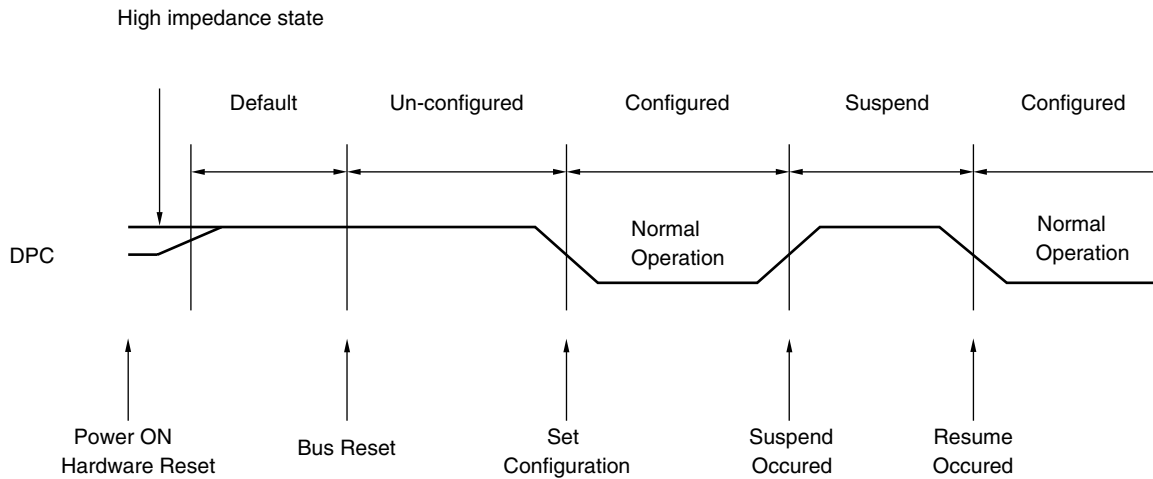 High impedance state
Default
Un-configured
Configured
Suspend
Configured
DPC
Normal
Operation
Normal
Operation
Power ON
Hardware Reset
Bus Reset
Set
Configuration
Suspend
Occured
Resume
Occured